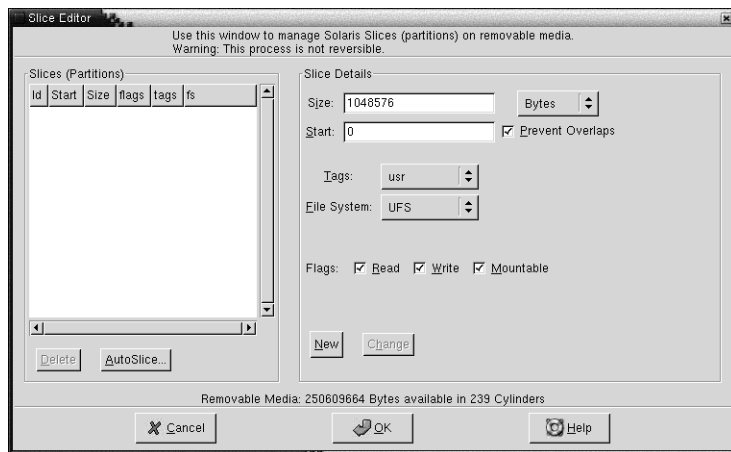 Slice Editor
Use this window to manage Solaris Slices (partitions) on removable media.
Warning: This process is not reversible.
Slices (Partitions)
Id Start Size flags tags fs
Delete
AutoSlice...
Slice Details
Size: 1048576 Bytes
Start: 0 Prevent Overlaps
Tags: usr
File System: UFS
Flags: Read Write Mountable
New
Change
Removable Media: 250609664 Bytes available in 239 Cylinders
Cancel
OK
Help